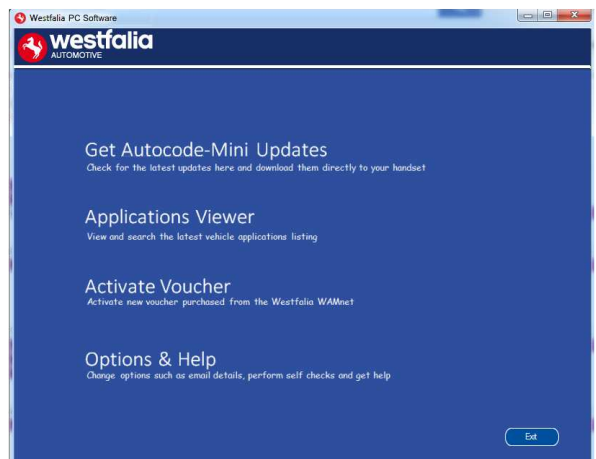 Westfalia PC Software
westfalia
AUTOMOTIVE
Get Autocode-Mini Updates
Check for the latest updates here and download them directly to your handset
Applications Viewer
View and search the latest vehicle applications listing
Activate Voucher
Activate new voucher purchased from the Westfalia WAMnet
Options & Help
Change options such as email details, perform self checks and get help
Exit